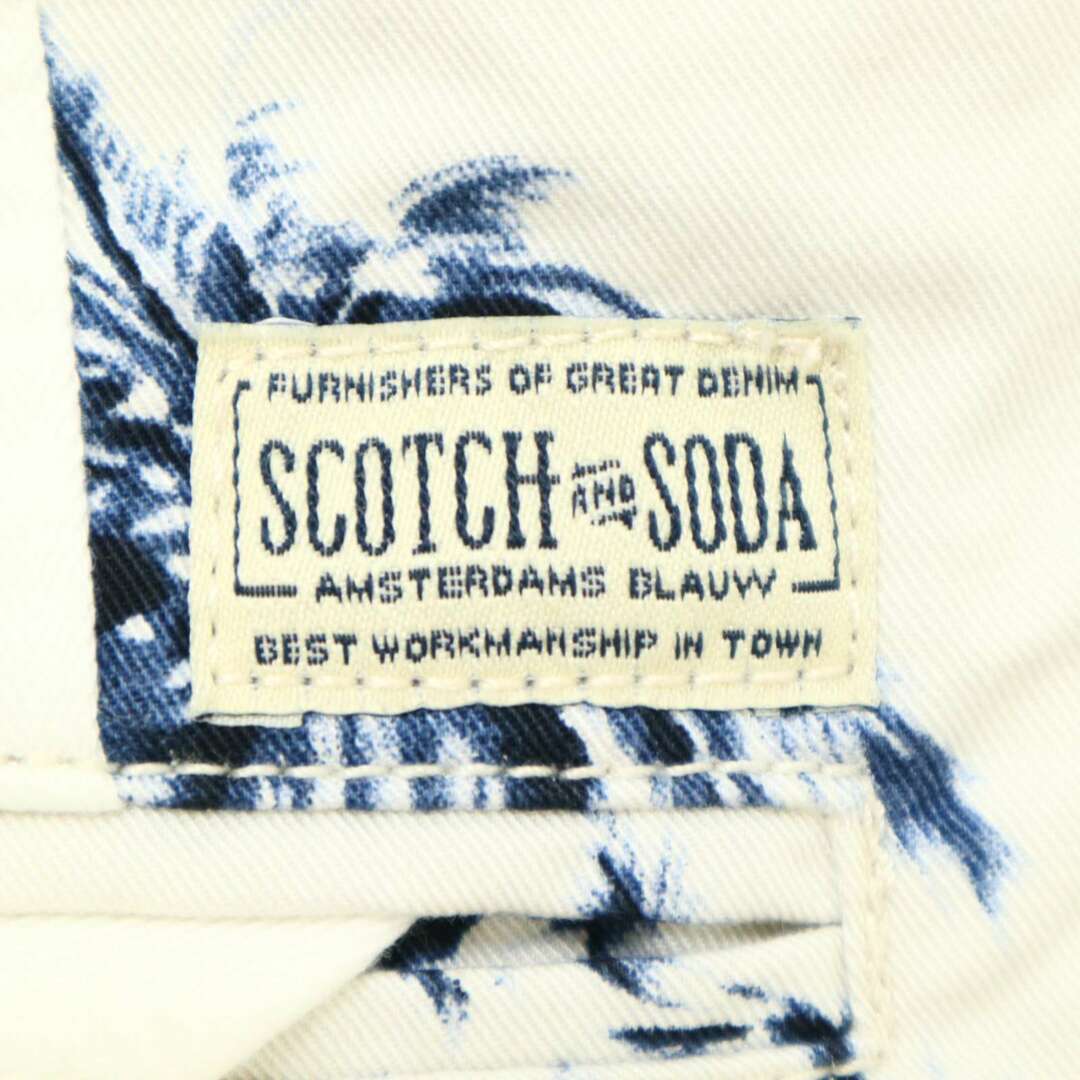 FURNISHERS OF GREAT DENIM
SCOTCH AND SODA
AMSTERDAMS BLAUW
BEST WORKMANSHIP IN TOWN